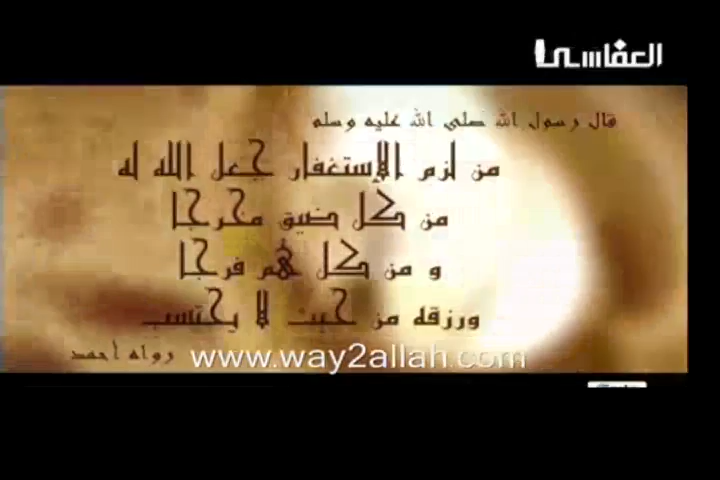 العفاسي
قال رسول الله صلى الله عليه وسلم
من لزم الإستغفار جعل الله له
من كل ضيق مخرجا
و من كل هم فرجا
ورزقه من حيث لا يحتسب
رواه أحمد
www.way2allah.com